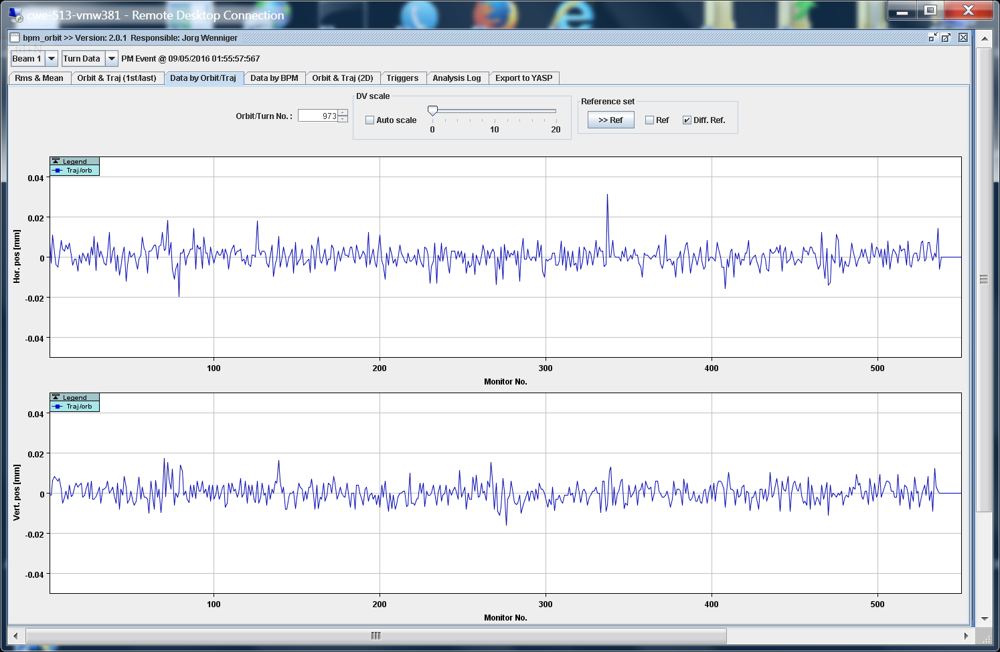 cwe-513-vmw381 - Remote Desktop Connection
bpm_orbit >> Version: 2.0.1 Responsible: Jorg Wenniger
Beam 1 Turn Data PM Event @ 09/05/2016 01:55:57:567
Rms & Mean Orbit & Traj (1st/last) Data by Orbit/Traj Data by BPM Orbit & Traj (2D) Triggers Analysis Log Export to YASP
DV scale
Reference set
Orbit/Turn No. : 973
Auto scale
>> Ref Ref Diff. Ref.
0 10 20
Legend
Traj/orb
0.04
0.02
0
-0.02
-0.04
Hor. pos [mm]
100 200 300 400 500
Monitor No.
Legend
Traj/orb
0.04
0.02
0
-0.02
-0.04
Vert. pos [mm]
100 200 300 400 500
Monitor No.